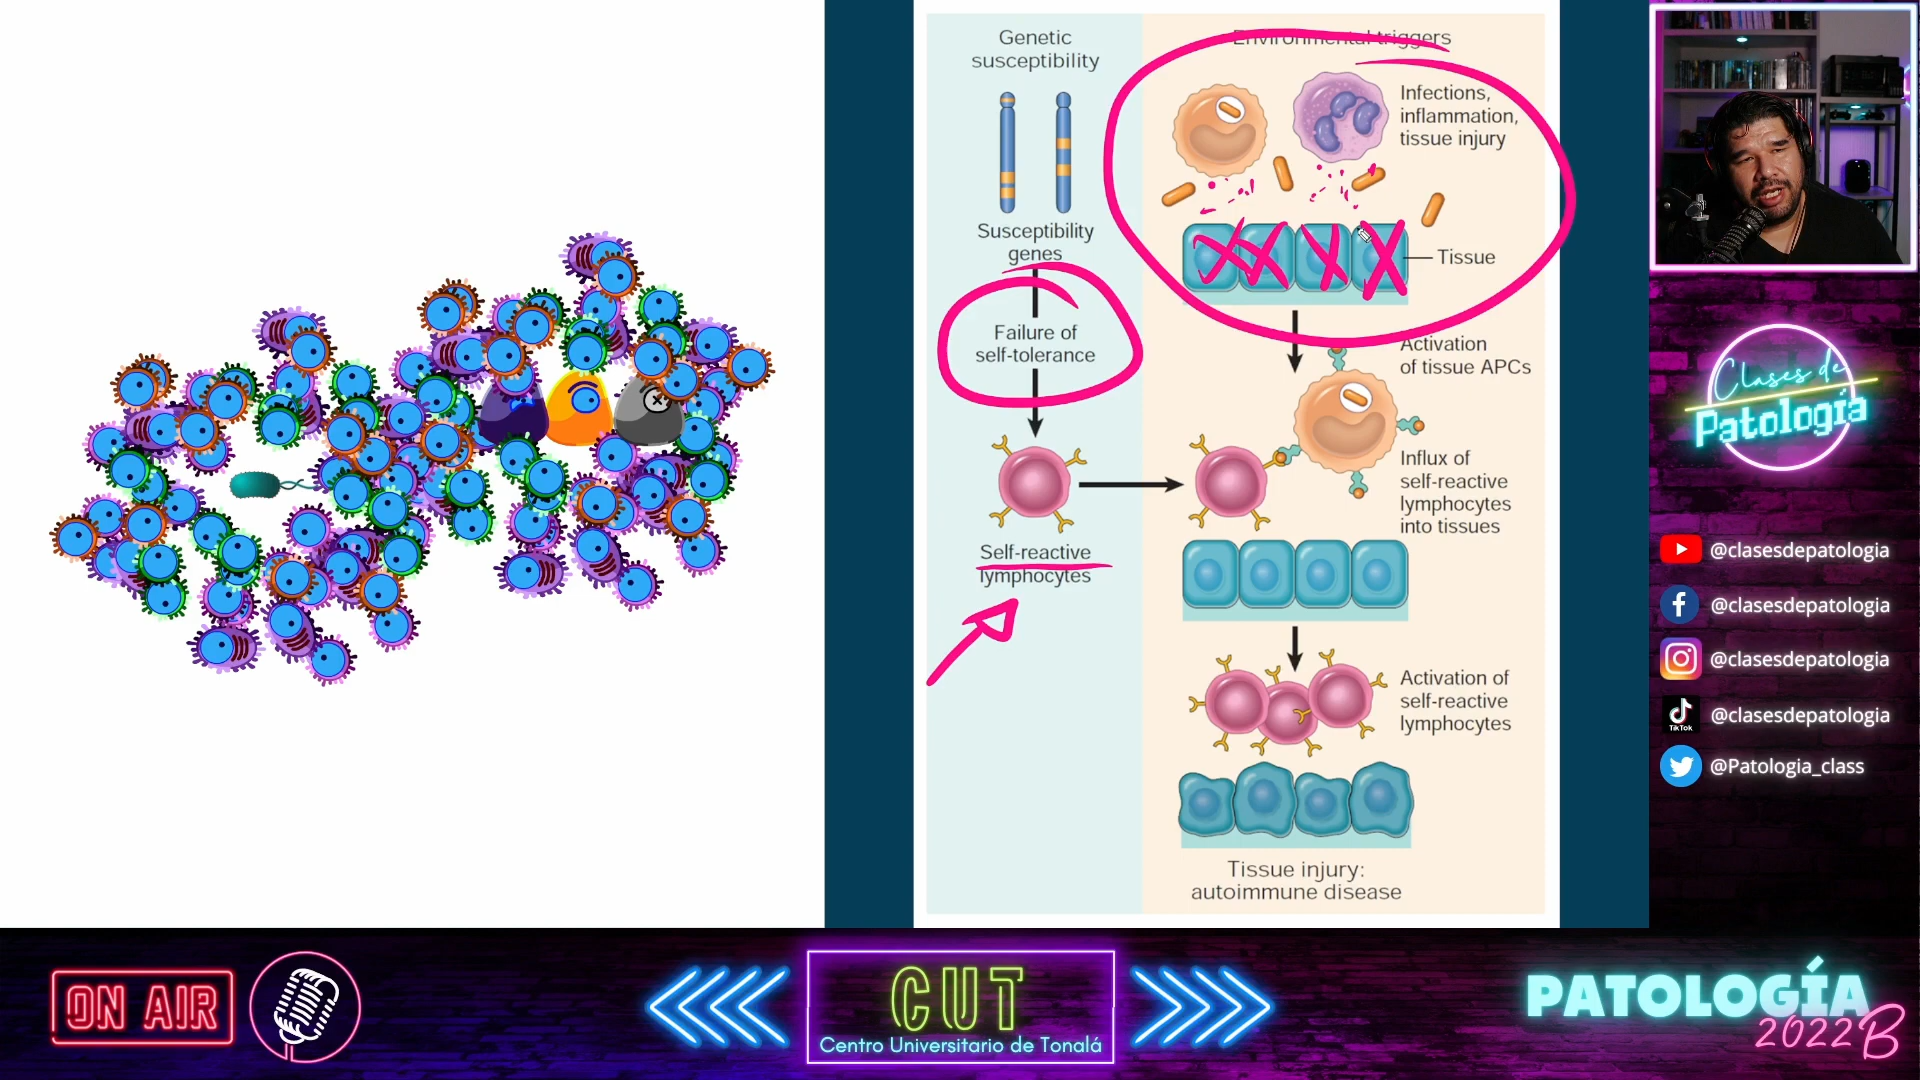 Genetic
susceptibility
Susceptibility
genes
Failure of
self-tolerance
Self-reactive
lymphocytes
Environmental triggers
Infections,
inflammation,
tissue injury
Tissue
Activation
of tissue APCs
Influx of
self-reactive
lymphocytes
into tissues
Activation of
self-reactive
lymphocytes
Tissue injury:
autoimmune disease
Clases de
Patología
@clasesdepatologia
@clasesdepatologia
@clasesdepatologia
TikTok
@clasesdepatologia
@Patologia_class
ON AIR
CUT
Centro Universitario de Tonalá
PATOLOGÍA
2022B